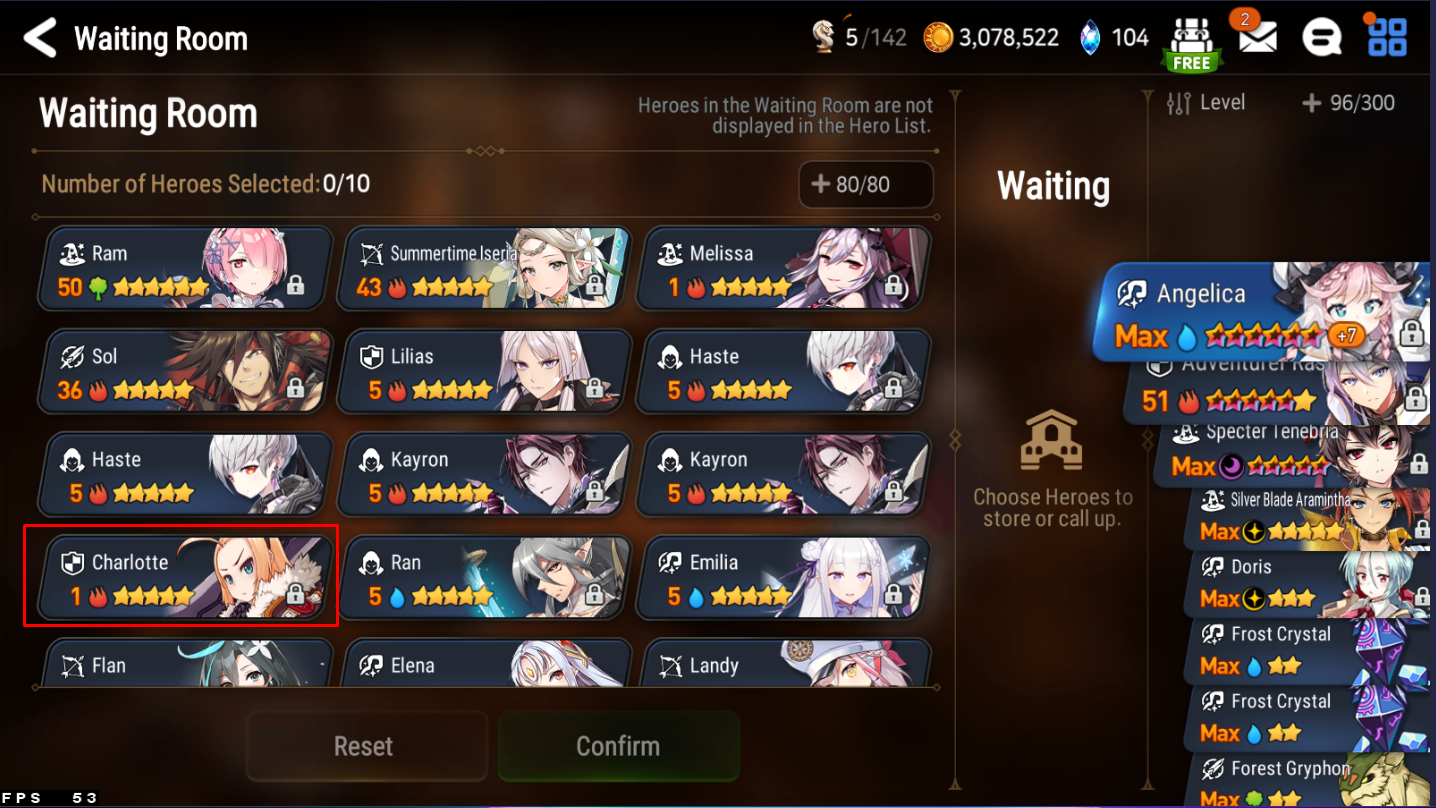 Waiting Room
5/142
3,078,522
104
FREE
2
Waiting Room
Heroes in the Waiting Room are not
displayed in the Hero List.
Number of Heroes Selected:0/10
+ 80/80
Ram
50
Summertime Iseria
43
Melissa
1
Sol
36
Lilias
5
Haste
5
Haste
5
Kayron
5
Kayron
5
Charlotte
1
Ran
5
Emilia
5
Flan
Elena
Landy
Reset
Confirm
Waiting
Choose Heroes to
store or call up.
Level
+ 96/300
Angelica
Max
+7
Adventurer Ras
51
Specter Tenebria
Max
Silver Blade Aramintha
Max
Doris
Max
Frost Crystal
Max
Frost Crystal
Max
Forest Gryphon
Max
FPS 53